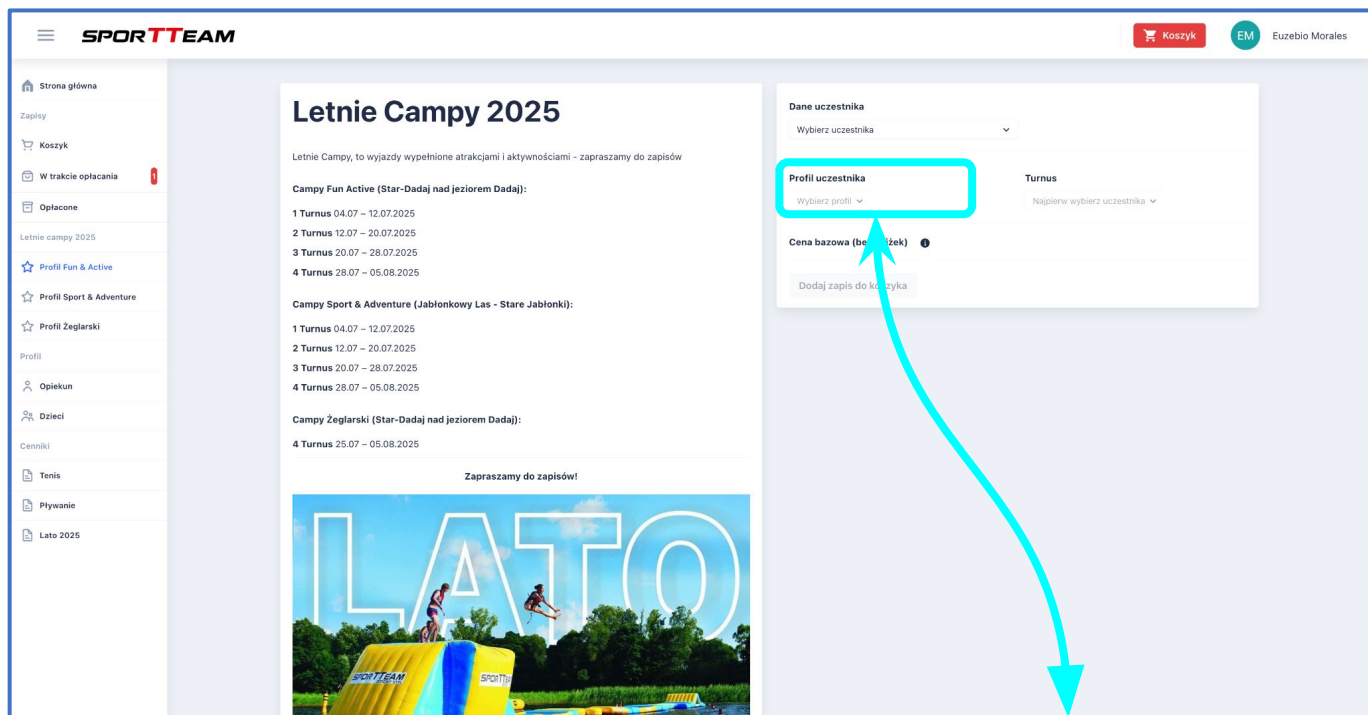 SPORTTEAM
Koszyk
EM
Euzebio Morales
Strona główna
Zapisy
Koszyk
W trakcie opłacania
1
Opłacone
Letnie campy 2025
Profil Fun & Active
Profil Sport & Adventure
Profil Żeglarski
Profil
Opiekun
Dzieci
Cenniki
Tenis
Pływanie
Lato 2025
Letnie Campy 2025
Letnie Campy, to wyjazdy wypełnione atrakcjami i aktywnościami - zapraszamy do zapisów
Campy Fun Active (Star-Dadaj nad jeziorem Dadaj):
1 Turnus 04.07 – 12.07.2025
2 Turnus 12.07 – 20.07.2025
3 Turnus 20.07 – 28.07.2025
4 Turnus 28.07 – 05.08.2025
Campy Sport & Adventure (Jabłonkowy Las - Stare Jabłonki):
1 Turnus 04.07 – 12.07.2025
2 Turnus 12.07 – 20.07.2025
3 Turnus 20.07 – 28.07.2025
4 Turnus 28.07 – 05.08.2025
Campy Żeglarski (Star-Dadaj nad jeziorem Dadaj):
4 Turnus 25.07 – 05.08.2025
Zapraszamy do zapisów!
LATO
SPORTTEAM
Dane uczestnika
Wybierz uczestnika
Profil uczestnika
Wybierz profil
Turnus
Najpierw wybierz uczestnika
Cena bazowa
Dodaj zapis do koszyka